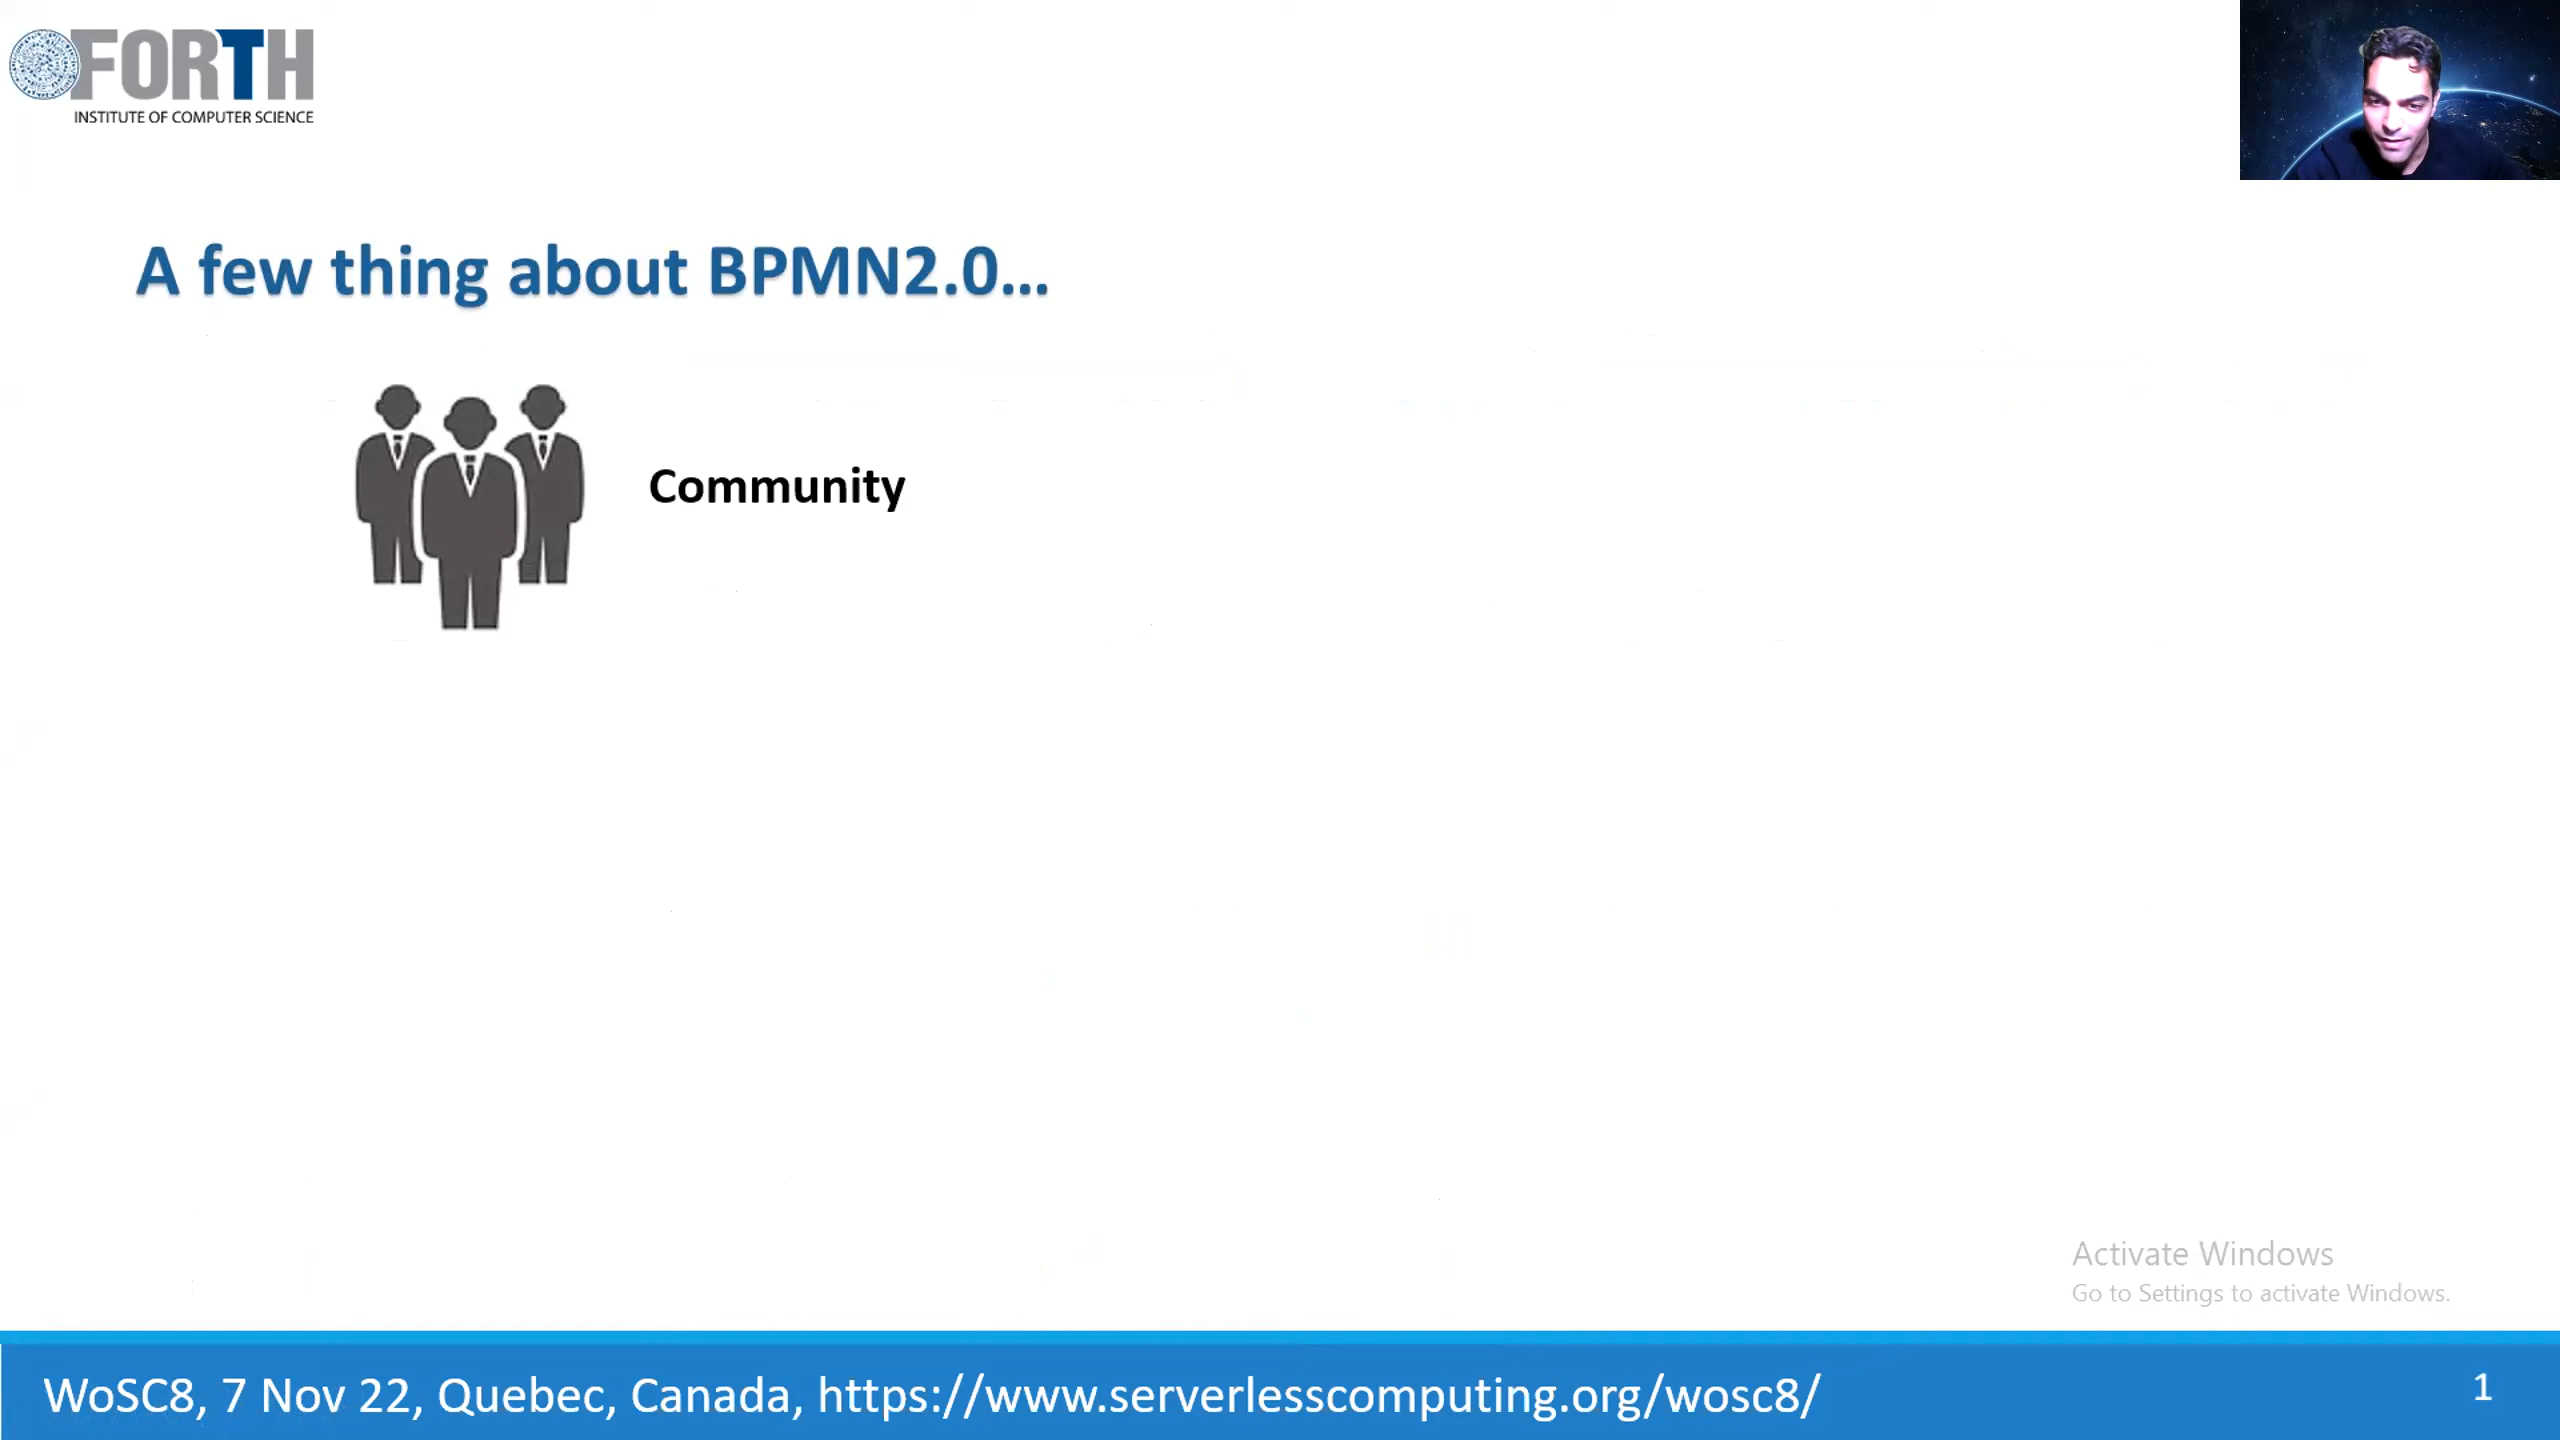 FORTH
INSTITUTE OF COMPUTER SCIENCE
A few thing about BPMN2.0...
Community
Activate Windows
Go to Settings to activate Windows.
WoSC8, 7 Nov 22, Quebec, Canada, https://www.serverlesscomputing.org/wosc8/
1